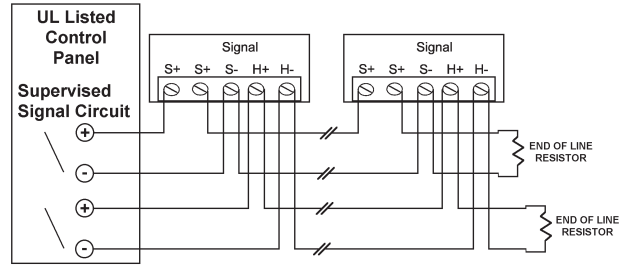 UL Listed
Control
Panel
Supervised
Signal Circuit
+
-
+
-
Signal
S+ S+ S- H+ H-
Signal
S+ S+ S- H+ H-
END OF LINE
RESISTOR
END OF LINE
RESISTOR